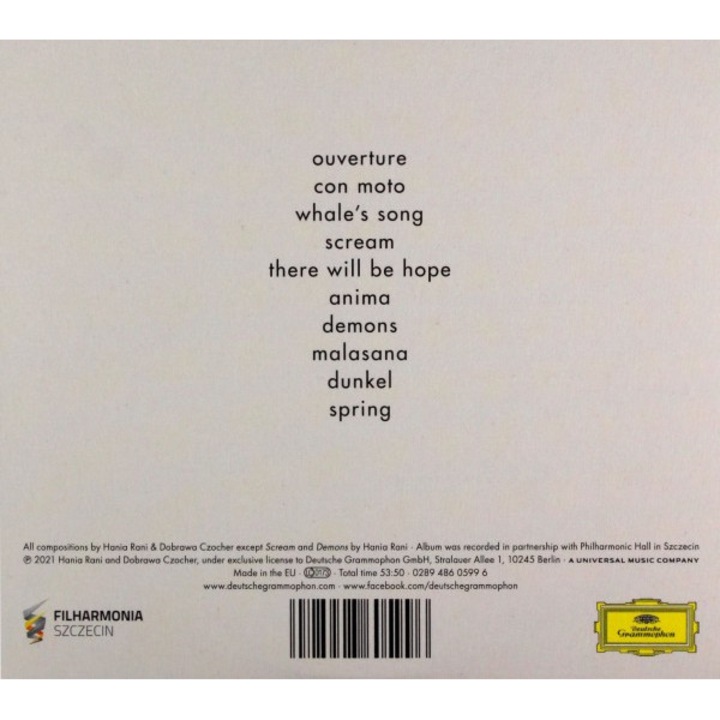 ouverture
con moto
whale's song
scream
there will be hope
anima
demons
malasana
dunkel
spring
All compositions by Hania Rani & Dobrawa Czocher except Scream and Demons by Hania Rani · Album was recorded in partnership with Philharmonic Hall in Szczecin
℗ 2021 Hania Rani and Dobrawa Czocher, under exclusive license to Deutsche Grammophon GmbH, Stralauer Allee 1, 10245 Berlin · A UNIVERSAL MUSIC COMPANY
Made in the EU · Total time 53:50 · 0289 486 0599 6
www.deutschegrammophon.com · www.facebook.com/deutschegrammophon
FILHARMONIA
SZCZECIN
Deutsche
Grammophon